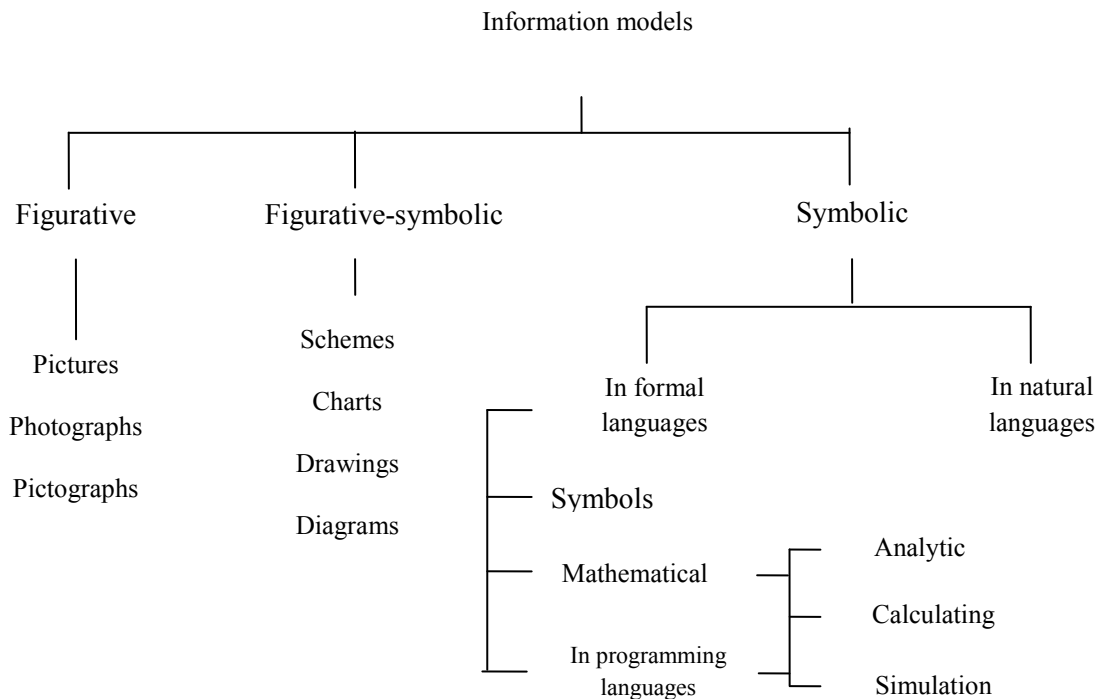 Information models
Figurative
Figurative-symbolic
Symbolic
Pictures
Photographs
Pictographs
Schemes
Charts
Drawings
Diagrams
In formal
languages
In natural
languages
Symbols
Mathematical
In programming
languages
Analytic
Calculating
Simulation